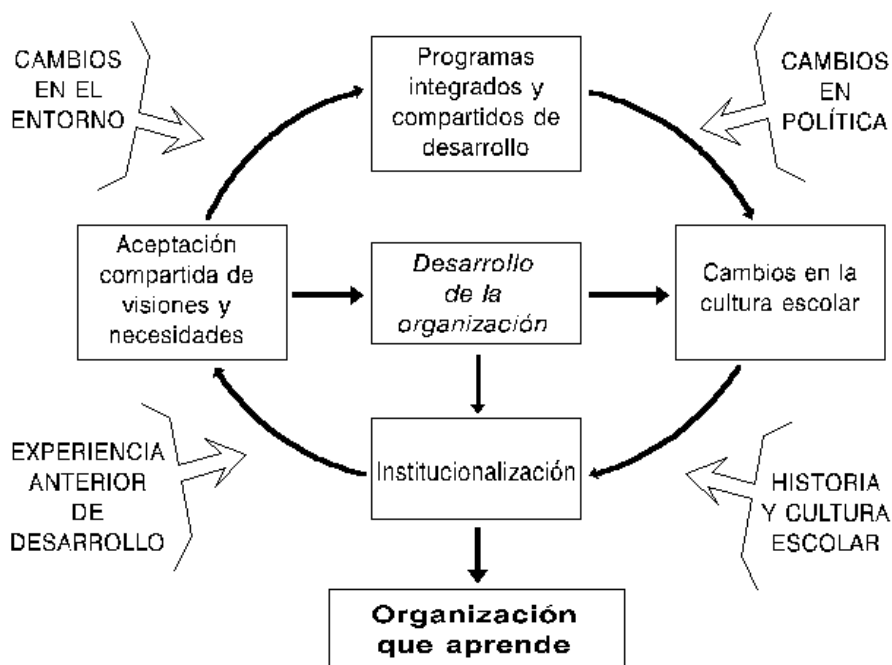 CAMBIOS
EN EL
ENTORNO
Programas
integrados y
compartidos de
desarrollo
CAMBIOS
EN
POLÍTICA
Aceptación
compartida de
visiones y
necesidades
Desarrollo
de la
organización
Cambios en la
cultura escolar
EXPERIENCIA
ANTERIOR
DE
DESARROLLO
Institucionalización
HISTORIA
Y CULTURA
ESCOLAR
Organización
que aprende